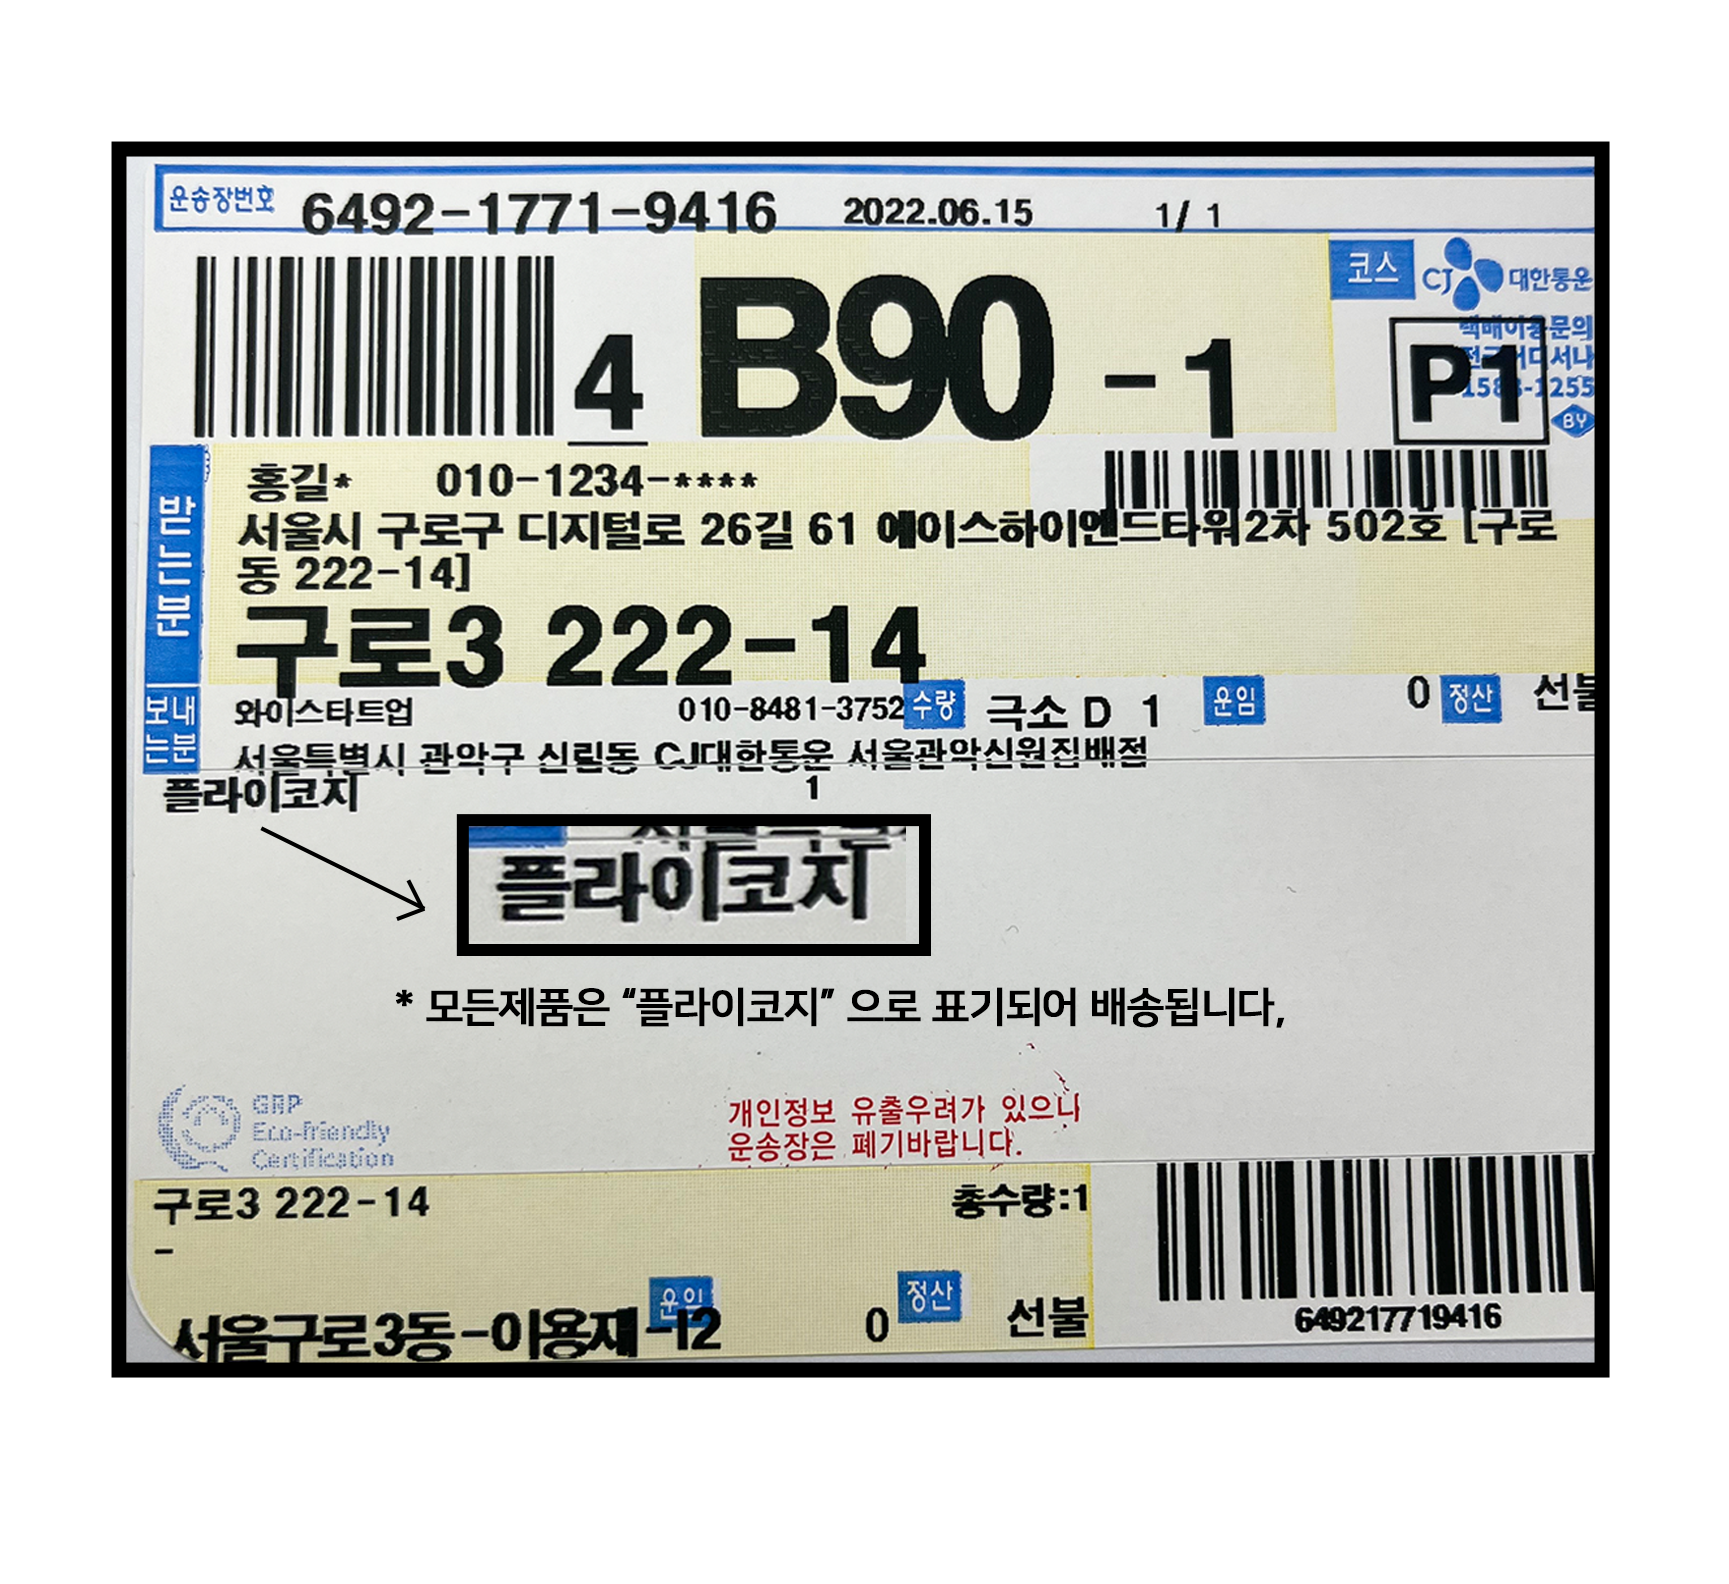 운송장번호 6492-1771-9416 2022.06.15 1/ 1
코스 CJ 대한통운
4 B90 -1 P1
택배이용문의
1588-1255
BY
받는분
홍길* 010-1234-****
서울시 구로구 디지털로 26길 61 에이스하이엔드타워2차 502호 [구로
동 222-14]
구로3 222-14
보내는분
와이스타트업 010-8481-3752 수량 극소 D 1 운임 0 정산 선불
서울특별시 관악구 신림동 CJ대한통운 서울관악신원집배점
플라이코지 1
플라이코지
* 모든제품은 “플라이코지” 으로 표기되어 배송됩니다,
GRP
Eco-friendly
Certification
개인정보 유출우려가 있으니
운송장은 폐기바랍니다.
구로3 222-14 총수량:1
-
운임 0 정산 선불
서울구로3동-이용재-12
649217719416